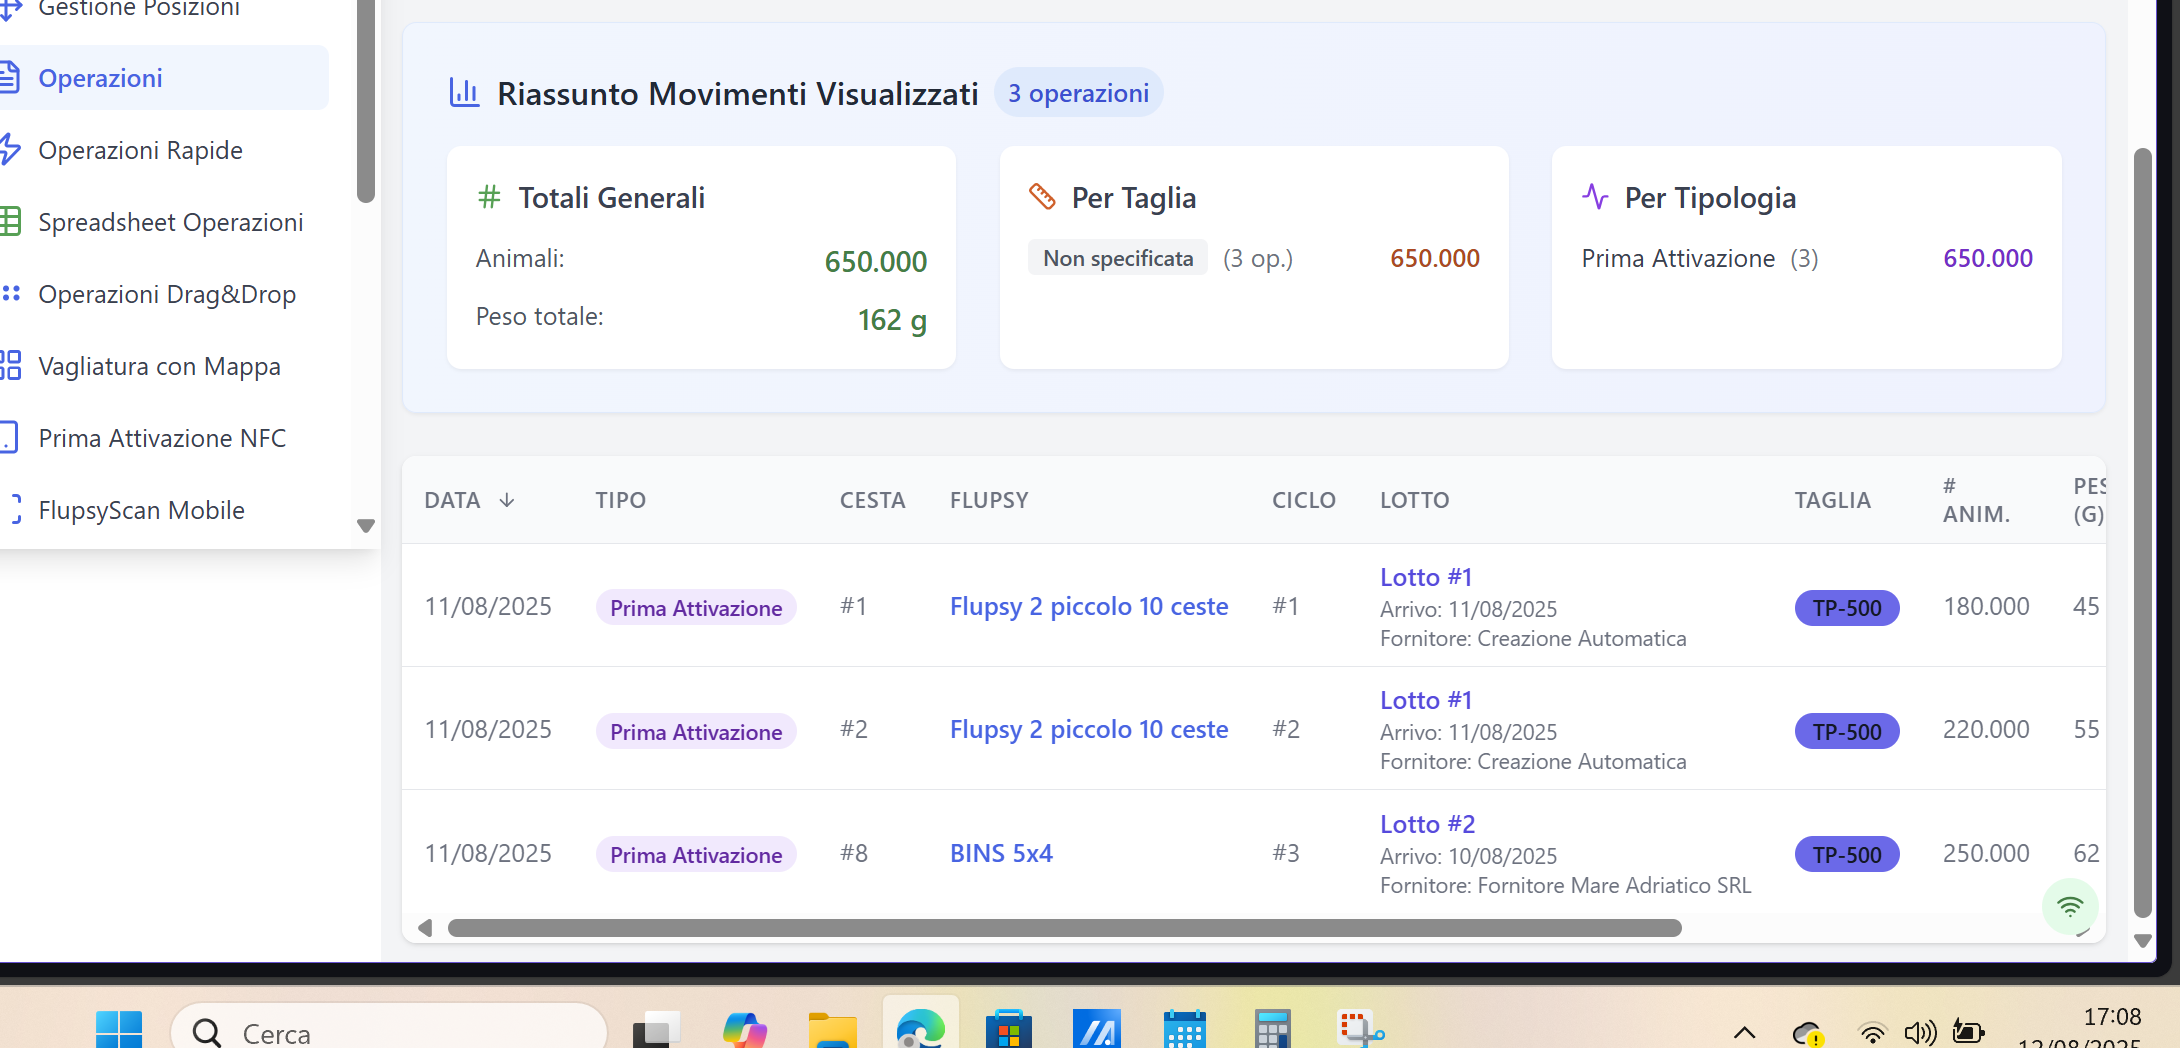 Gestione Posizioni
Operazioni
Operazioni Rapide
Spreadsheet Operazioni
Operazioni Drag&Drop
Vagliatura con Mappa
Prima Attivazione NFC
FlupsyScan Mobile
Riassunto Movimenti Visualizzati 3 operazioni
# Totali Generali
Animali: 650.000
Peso totale: 162 g
Per Taglia
Non specificata (3 op.) 650.000
Per Tipologia
Prima Attivazione (3) 650.000
DATA ↓ TIPO CESTA FLUPSY CICLO LOTTO TAGLIA # ANIM. PES (G)
11/08/2025 Prima Attivazione #1 Flupsy 2 piccolo 10 ceste #1 Lotto #1 TP-500 180.000 45
Arrivo: 11/08/2025
Fornitore: Creazione Automatica
11/08/2025 Prima Attivazione #2 Flupsy 2 piccolo 10 ceste #2 Lotto #1 TP-500 220.000 55
Arrivo: 11/08/2025
Fornitore: Creazione Automatica
11/08/2025 Prima Attivazione #8 BINS 5x4 #3 Lotto #2 TP-500 250.000 62
Arrivo: 10/08/2025
Fornitore: Fornitore Mare Adriatico SRL
Cerca
17:08
12/08/2025